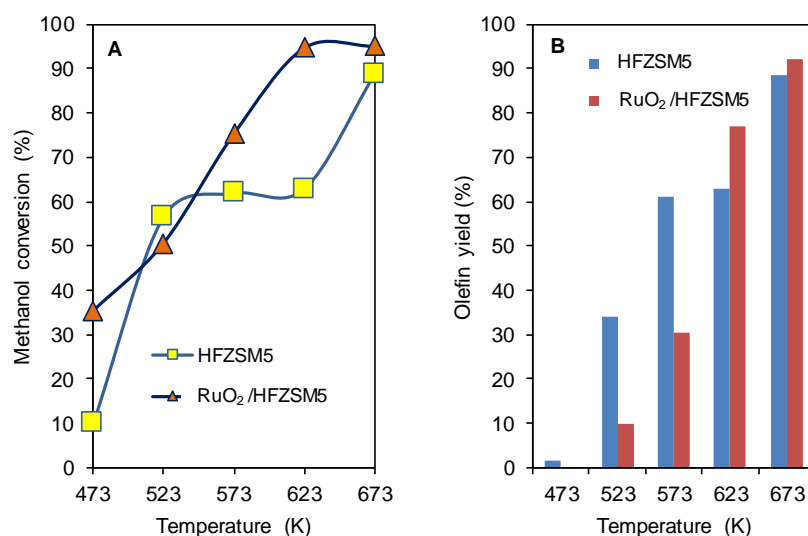 A
Methanol conversion (%)
100
90
80
70
60
50
40
30
20
10
0
HFZSM5
RuO₂/HFZSM5
473 523 573 623 673
Temperature (K)
B
Olefin yield (%)
100
90
80
70
60
50
40
30
20
10
0
HFZSM5
RuO₂/HFZSM5
473 523 573 623 673
Temperature (K)